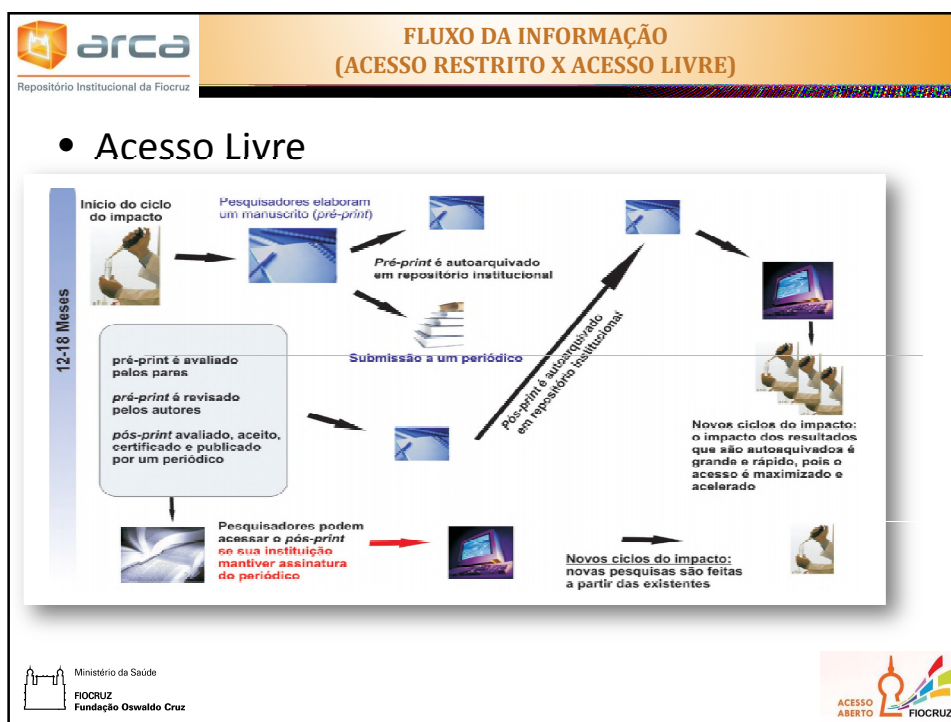 arca
Repositório Institucional da Fiocruz
FLUXO DA INFORMAÇÃO
(ACESSO RESTRITO X ACESSO LIVRE)
• Acesso Livre
12-18 Meses
Início do ciclo
do impacto
Pesquisadores elaboram
um manuscrito (pré-print)
Pré-print é autoarquivado
em repositório institucional
Submissão a um periódico
pré-print é avaliado
pelos pares
pré-print é revisado
pelos autores
pós-print avaliado, aceito,
certificado e publicado
por um periódico
Pós-print é autoarquivado
em repositório institucional
Novos ciclos do impacto:
o impacto dos resultados
que são autoarquivados é
grande e rápido, pois o
acesso é maximizado e
acelerado
Pesquisadores podem
acessar o pós-print
se sua instituição
mantiver assinatura
do periódico
Novos ciclos do impacto:
novas pesquisas são feitas
a partir das existentes
Ministério da Saúde
FIOCRUZ
Fundação Oswaldo Cruz
ACESSO
ABERTO
FIOCRUZ